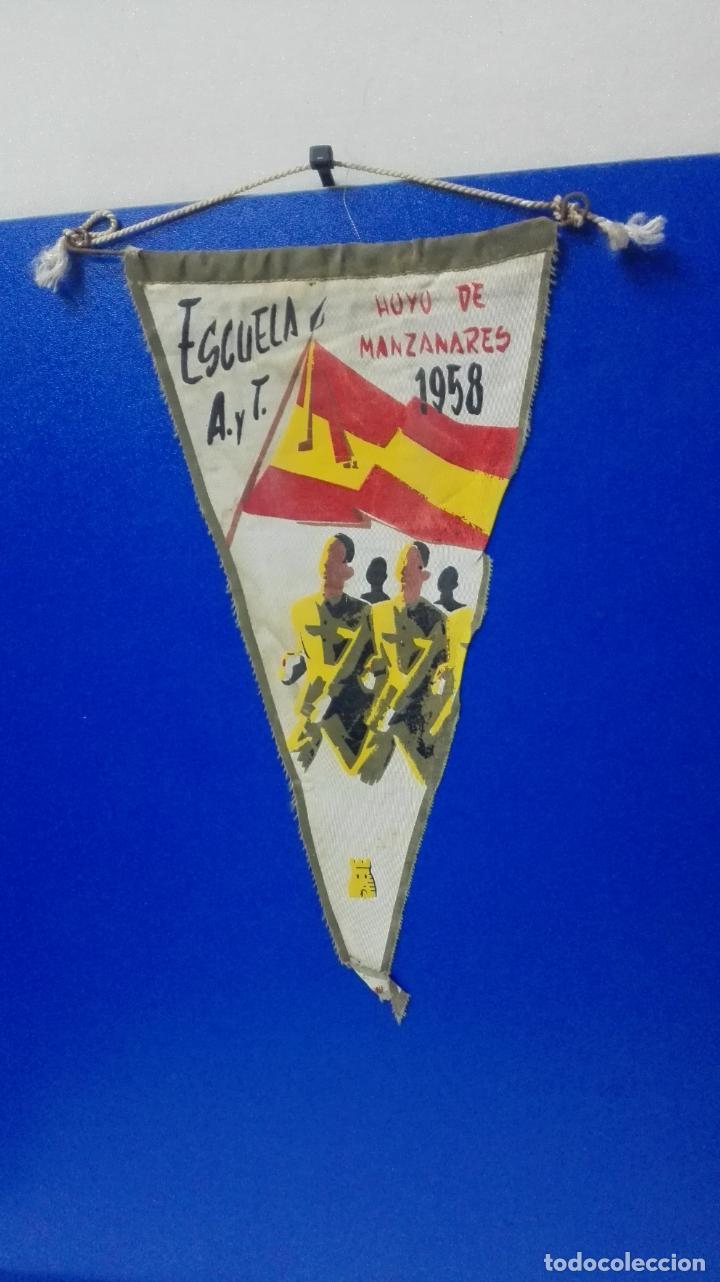 ESCUELA
A. y T.
HOYO DE
MANZANARES
1958
todocoleccion